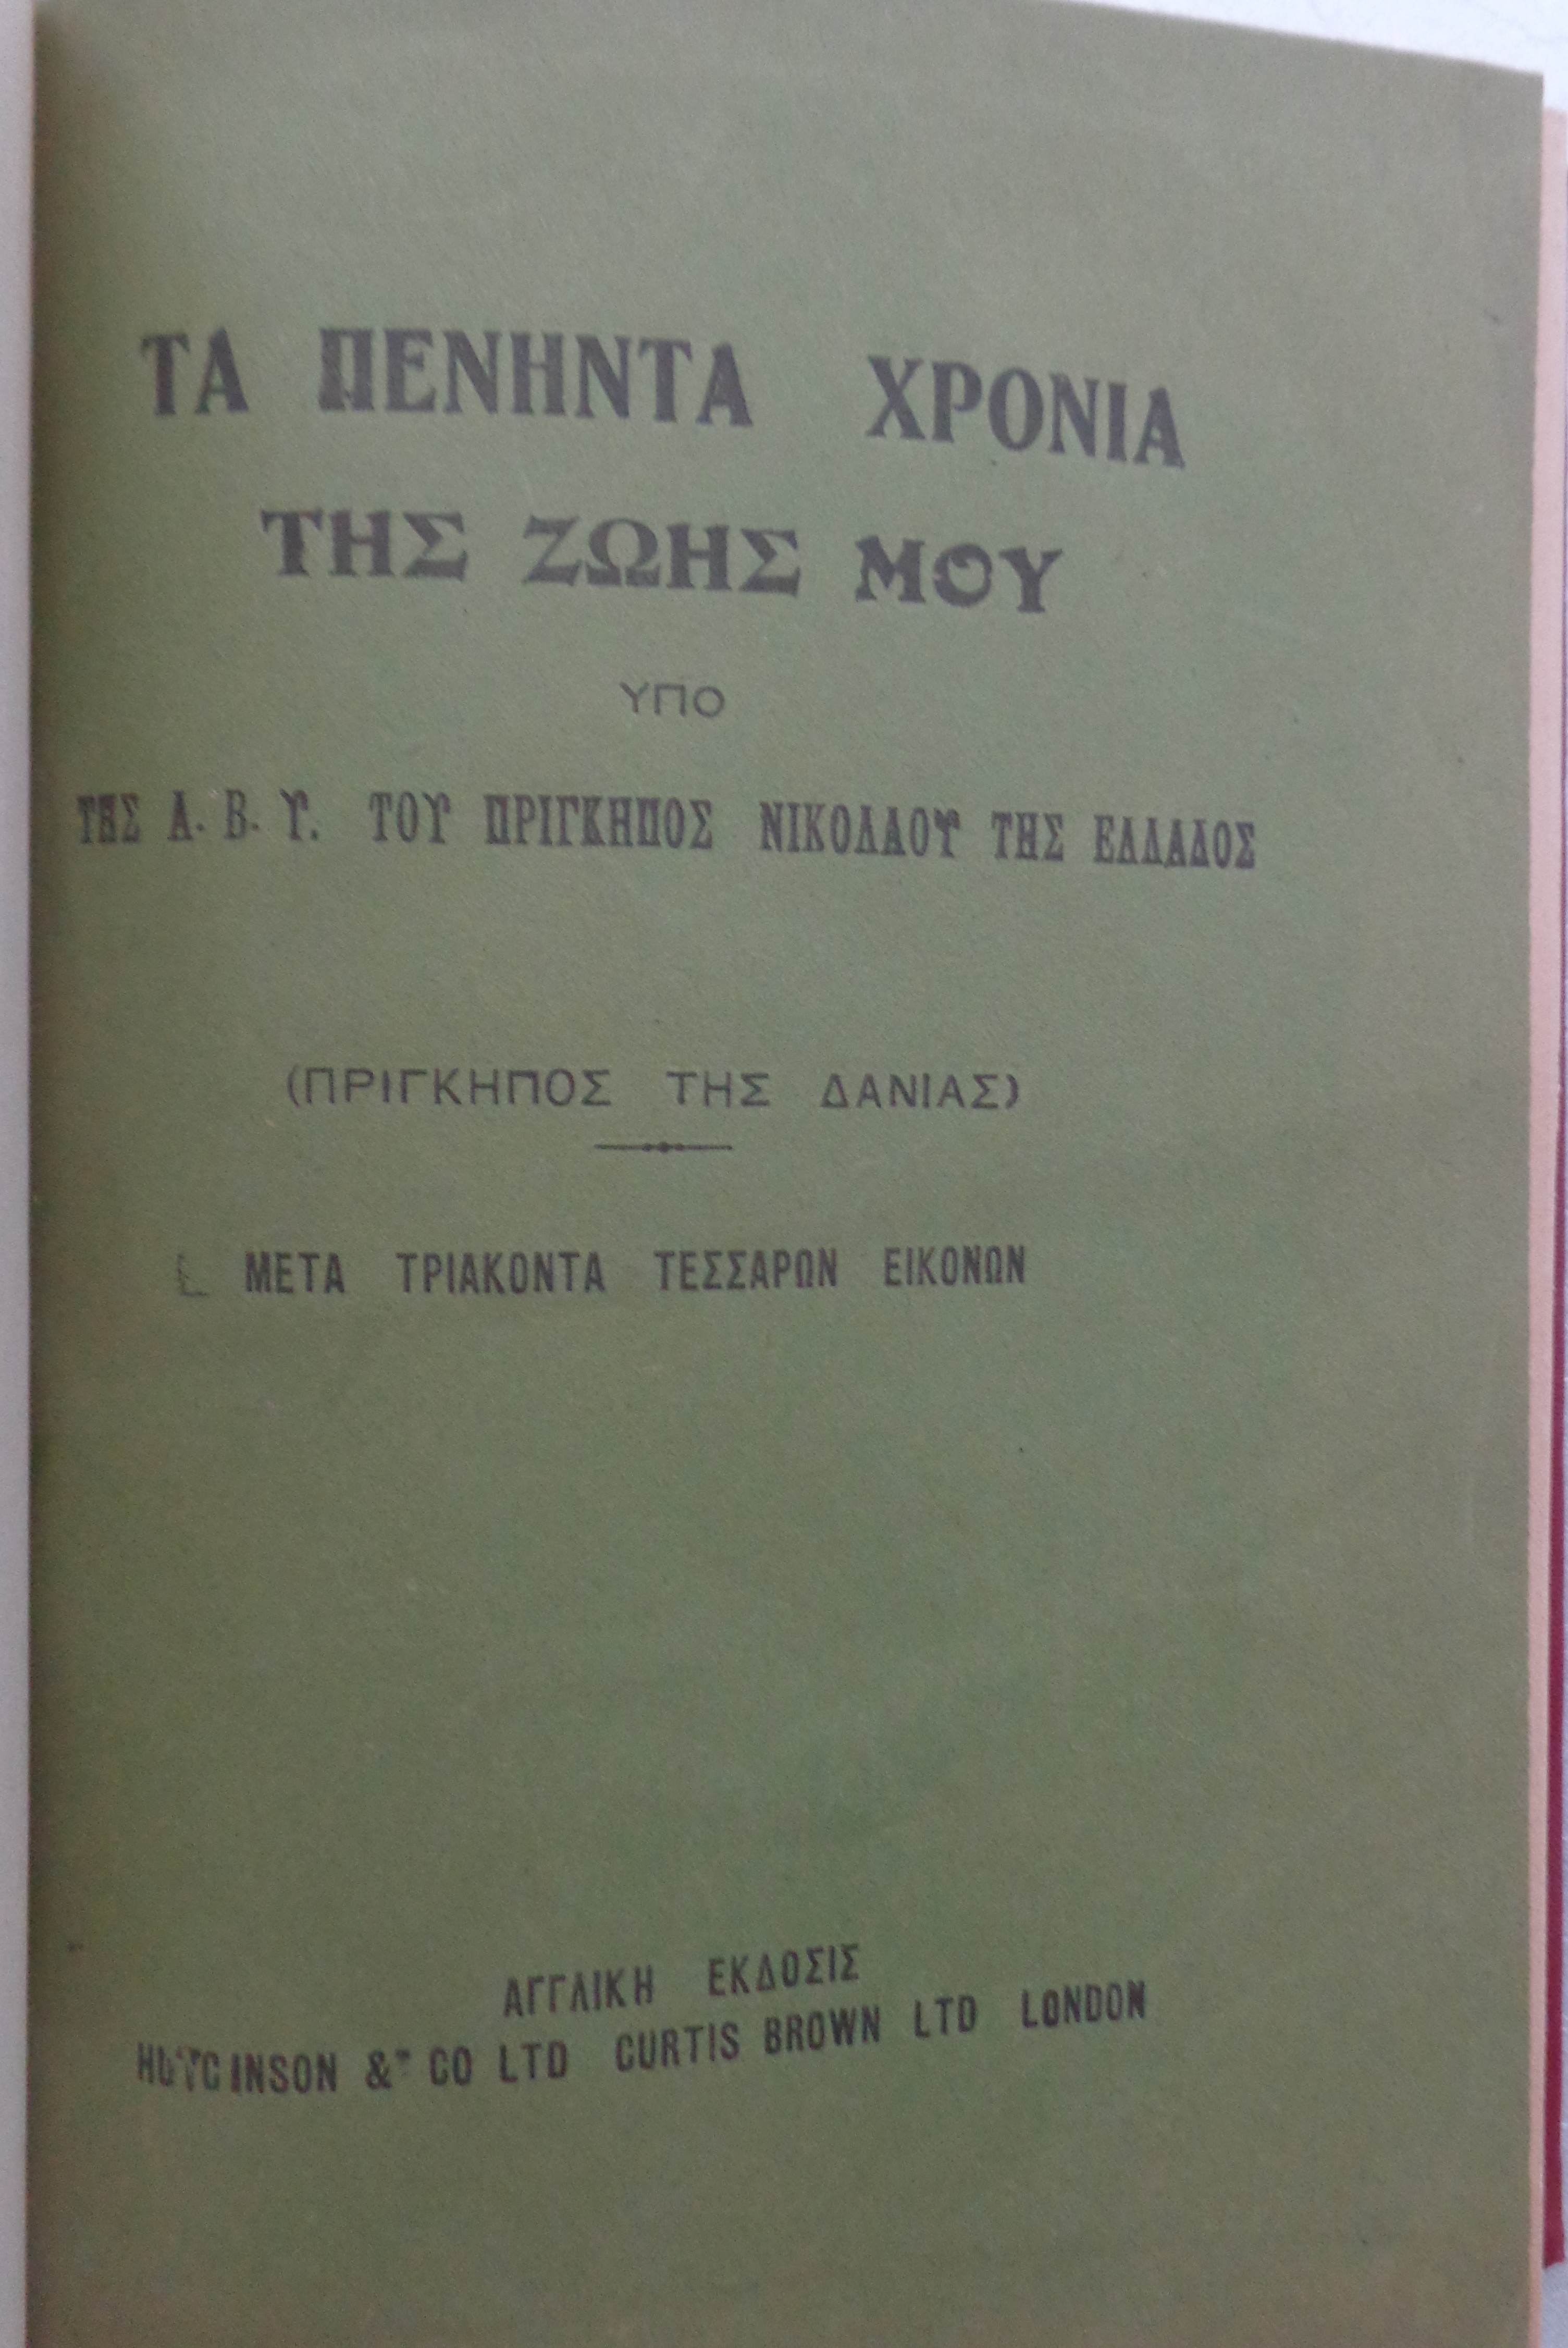 ΤΑ ΠΕΝΗΝΤΑ ΧΡΟΝΙΑ
ΤΗΣ ΖΩΗΣ ΜΟΥ
ΥΠΟ
ΤΗΣ Α. Β. Υ. ΤΟΥ ΠΡΙΓΚΗΠΟΣ ΝΙΚΟΛΑΟΥ ΤΗΣ ΕΛΛΑΔΟΣ
(ΠΡΙΓΚΗΠΟΣ ΤΗΣ ΔΑΝΙΑΣ)
ΜΕΤΑ ΤΡΙΑΚΟΝΤΑ ΤΕΣΣΑΡΩΝ ΕΙΚΟΝΩΝ
ΑΓΓΛΙΚΗ ΕΚΔΟΣΙΣ
HUTCINSON & CO LTD CURTIS BROWN LTD LONDON